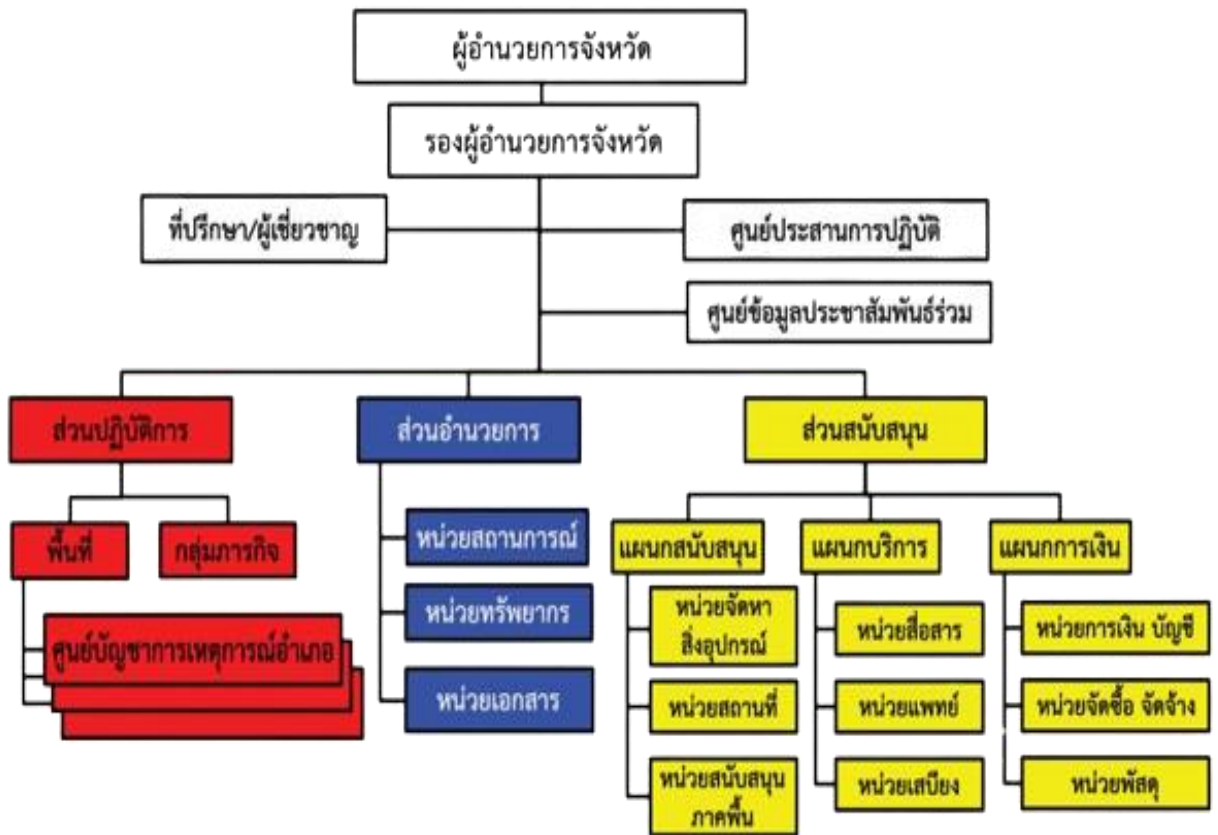 ผู้อำนวยการจังหวัด
รองผู้อำนวยการจังหวัด
ที่ปรึกษา/ผู้เชี่ยวชาญ
ศูนย์ประสานการปฏิบัติ
ศูนย์ข้อมูลประชาสัมพันธ์ร่วม
ส่วนปฏิบัติการ
ส่วนอำนวยการ
ส่วนสนับสนุน
พื้นที่
กลุ่มภารกิจ
ศูนย์บัญชาการเหตุการณ์อำเภอ
หน่วยสถานการณ์
หน่วยทรัพยากร
หน่วยเอกสาร
แผนกสนับสนุน
หน่วยจัดหา
สิ่งอุปกรณ์
หน่วยสถานที่
หน่วยสนับสนุน
ภาคพื้น
แผนกบริการ
หน่วยสื่อสาร
หน่วยแพทย์
หน่วยเสบียง
แผนกการเงิน
หน่วยการเงิน บัญชี
หน่วยจัดซื้อ จัดจ้าง
หน่วยพัสดุ